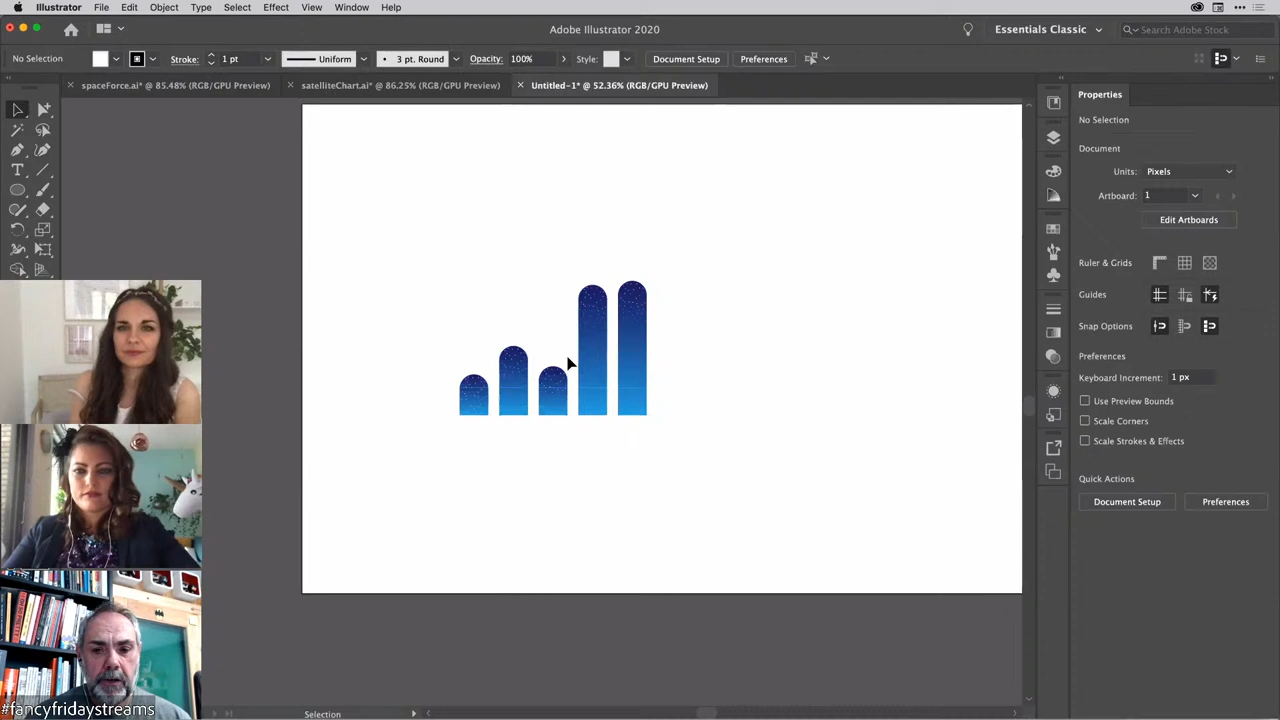 Illustrator File Edit Object Type Select Effect View Window Help
Adobe Illustrator 2020
Essentials Classic
Search Adobe Stock
No Selection
Stroke: 1 pt
Uniform
3 pt. Round
Opacity: 100%
Style:
Document Setup
Preferences
spaceForce.ai* @ 85.48% (RGB/GPU Preview)
satelliteChart.ai* @ 86.25% (RGB/GPU Preview)
Untitled-1* @ 52.36% (RGB/GPU Preview)
Properties
No Selection
Document
Units: Pixels
Artboard: 1
Edit Artboards
Ruler & Grids
Guides
Snap Options
Preferences
Keyboard Increment: 1 px
Use Preview Bounds
Scale Corners
Scale Strokes & Effects
Quick Actions
Document Setup
Preferences
#fancyfridaystreams
Selection